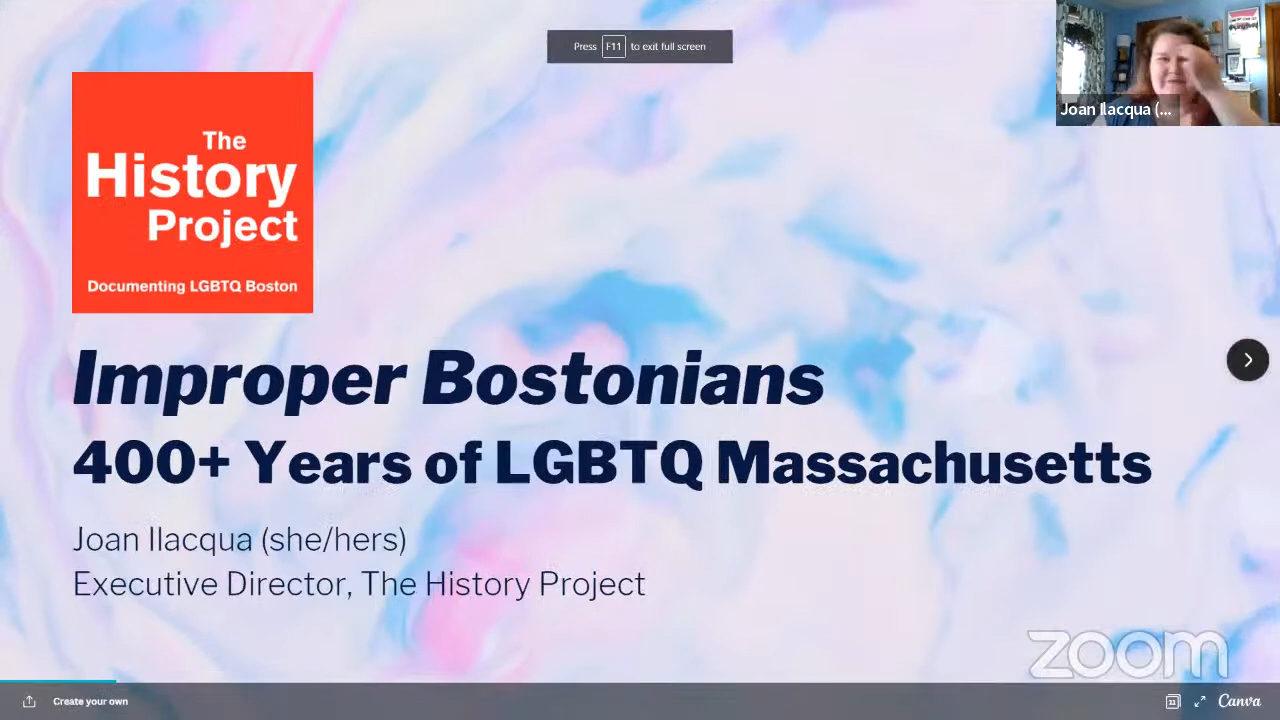 Press F11 to exit full screen
Joan Ilacqua (...
The
History
Project
Documenting LGBTQ Boston
Improper Bostonians
400+ Years of LGBTQ Massachusetts
Joan Ilacqua (she/hers)
Executive Director, The History Project
zoom
Create your own
Canva